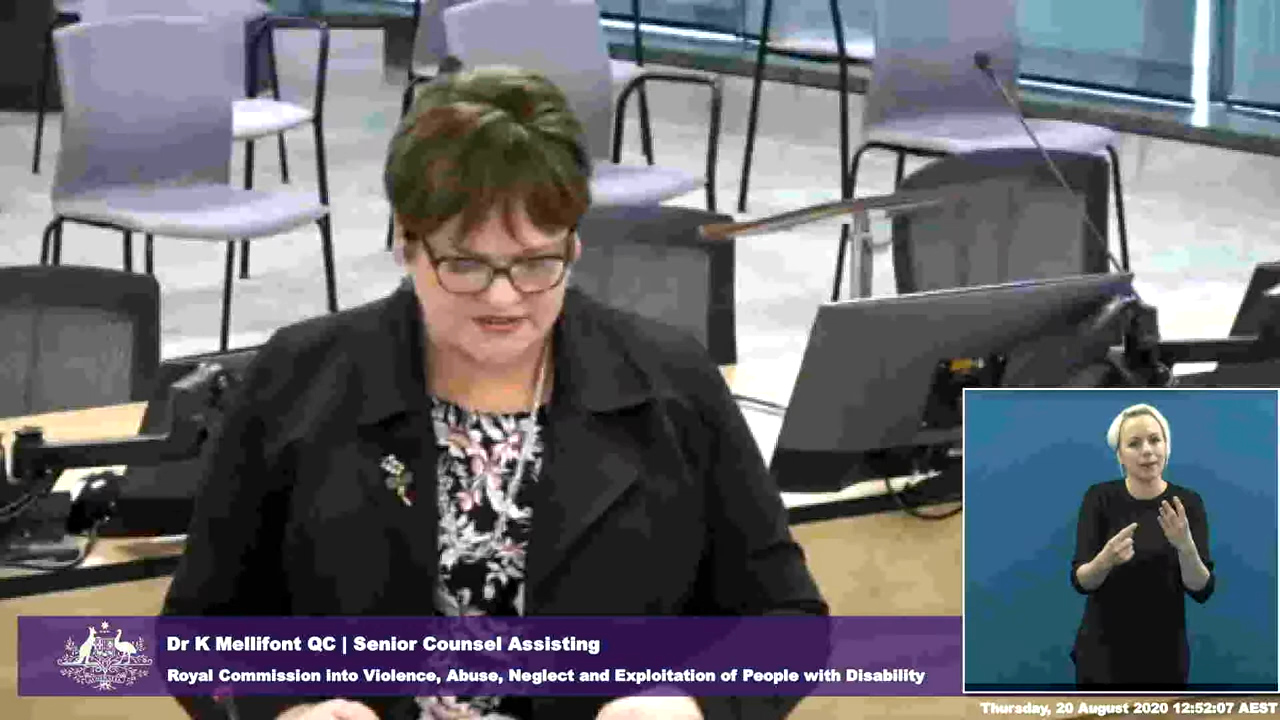 Dr K Mellifont QC | Senior Counsel Assisting
Royal Commission into Violence, Abuse, Neglect and Exploitation of People with Disability
Thursday, 20 August 2020 12:52:07 AEST